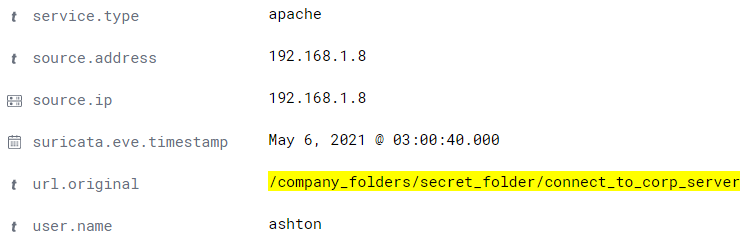 t service.type apache
t source.address 192.168.1.8
source.ip 192.168.1.8
suricata.eve.timestamp May 6, 2021 @ 03:00:40.000
t url.original /company_folders/secret_folder/connect_to_corp_server
t user.name ashton